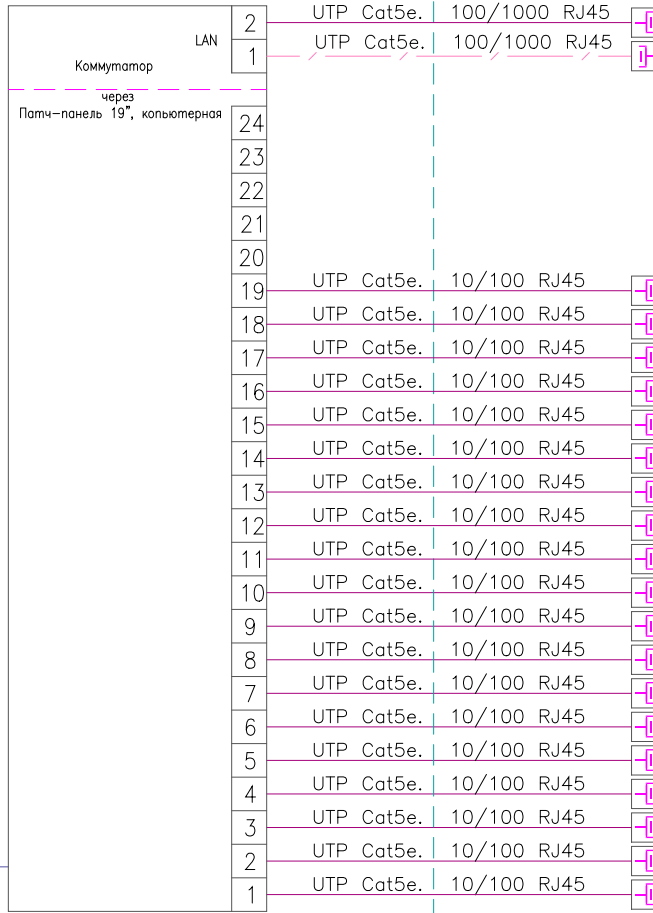 2 UTP Cat5e. 100/1000 RJ45
LAN
1 UTP Cat5e. 100/1000 RJ45
Коммутатор
через
Патч-панель 19", копьютерная
24
23
22
21
20
19 UTP Cat5e. 10/100 RJ45
18 UTP Cat5e. 10/100 RJ45
17 UTP Cat5e. 10/100 RJ45
16 UTP Cat5e. 10/100 RJ45
15 UTP Cat5e. 10/100 RJ45
14 UTP Cat5e. 10/100 RJ45
13 UTP Cat5e. 10/100 RJ45
12 UTP Cat5e. 10/100 RJ45
11 UTP Cat5e. 10/100 RJ45
10 UTP Cat5e. 10/100 RJ45
9 UTP Cat5e. 10/100 RJ45
8 UTP Cat5e. 10/100 RJ45
7 UTP Cat5e. 10/100 RJ45
6 UTP Cat5e. 10/100 RJ45
5 UTP Cat5e. 10/100 RJ45
4 UTP Cat5e. 10/100 RJ45
3 UTP Cat5e. 10/100 RJ45
2 UTP Cat5e. 10/100 RJ45
1 UTP Cat5e. 10/100 RJ45